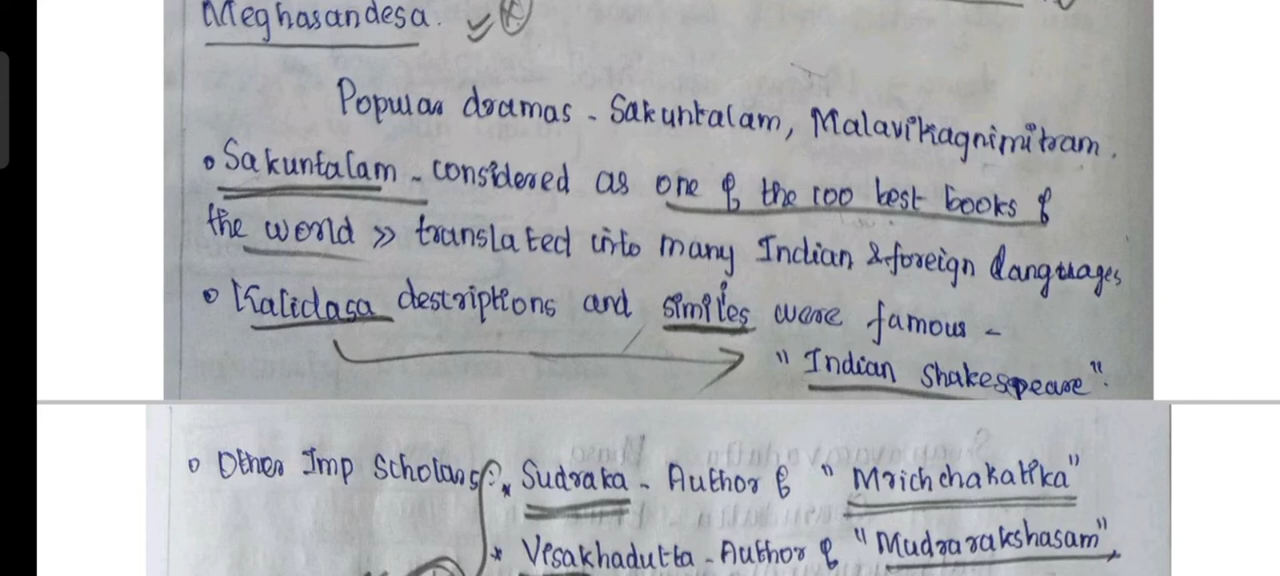 Meghasandesa.
Popular dramas - Sakuntalam, Malavikagnimitram.
• Sakuntalam - considered as one of the 100 best books of
the world >> translated into many Indian & foreign languages
• Kalidasa descriptions and similes were famous -
"Indian Shakespeare".
• Other Imp Scholars: * Sudraka - Author of "Mrichchakatika"
* Visakhadutta - Author of "Mudrarakshasam",